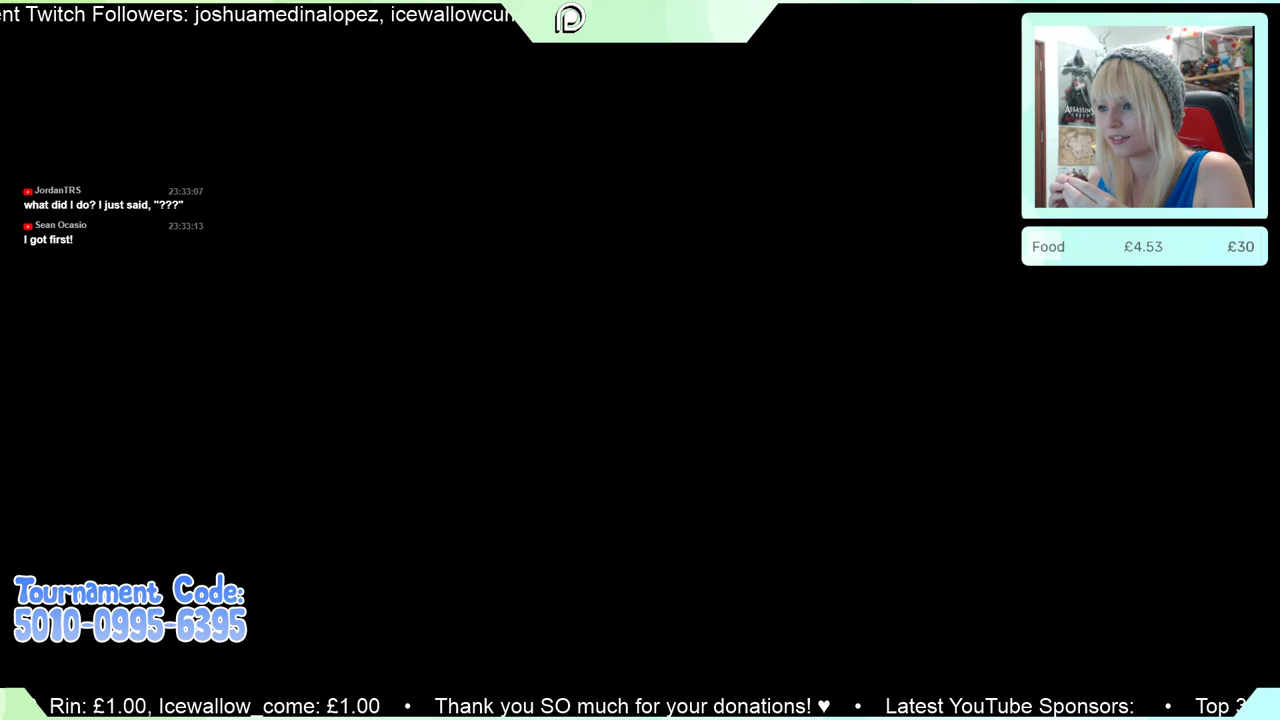 nt Twitch Followers: joshuamedinalopez, icewallowcu
JordanTRS 23:33:07
what did I do? I just said, "???"
Sean Ocasio 23:33:13
I got first!
ASSASSIN'S
Food £4.53 £30
Tournament Code:
5010-0995-6395
Rin: £1.00, Icewallow_come: £1.00 • Thank you SO much for your donations! ♥ • Latest YouTube Sponsors: • Top 3